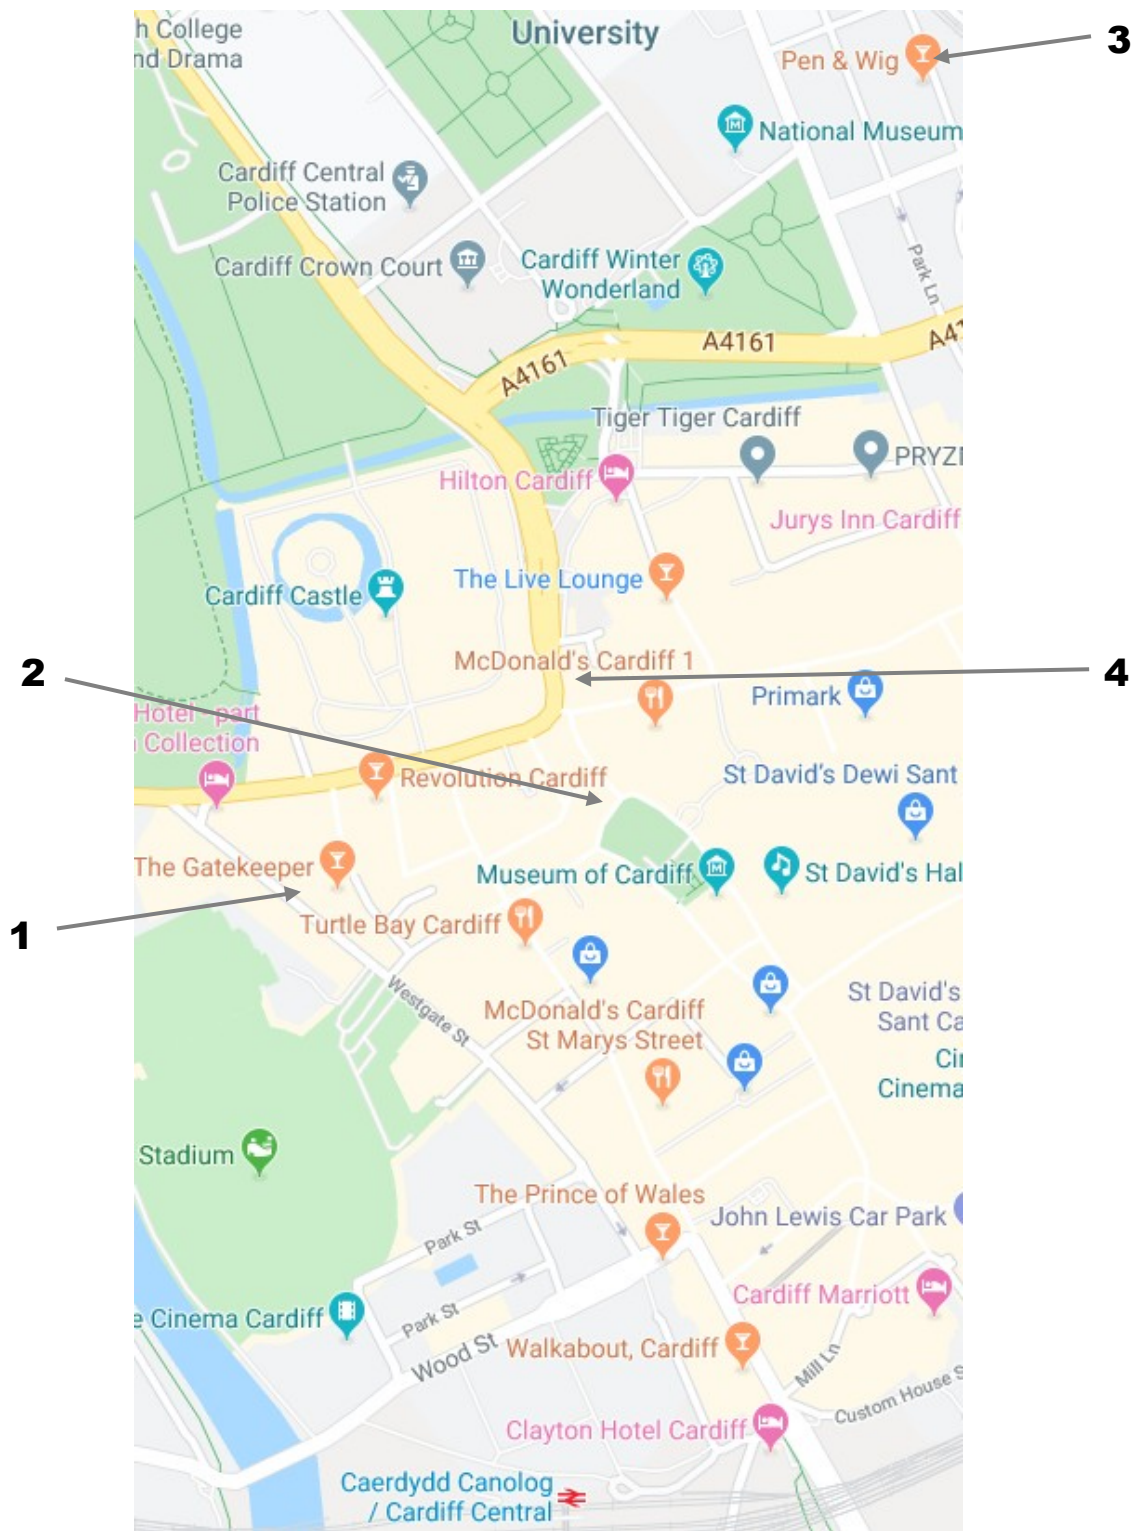 h College
nd Drama
University
Pen & Wig
3
National Museum
Cardiff Central
Police Station
Cardiff Crown Court
Cardiff Winter
Wonderland
Park Ln
A4161
A4161
A41
Tiger Tiger Cardiff
PRYZ
Hilton Cardiff
Jurys Inn Cardiff
The Live Lounge
Cardiff Castle
2
McDonald's Cardiff 1
4
Primark
Hotel - part
Collection
Revolution Cardiff
St David's Dewi Sant
The Gatekeeper
Museum of Cardiff
St David's Hal
1
Turtle Bay Cardiff
Westgate St
McDonald's Cardiff
St Marys Street
St David's
Sant Ca
Cinema
Stadium
The Prince of Wales
John Lewis Car Park
Park St
Cardiff Marriott
e Cinema Cardiff
Park St
Wood St
Walkabout, Cardiff
Mill Ln
Custom House S
Clayton Hotel Cardiff
Caerdydd Canolog
/ Cardiff Central